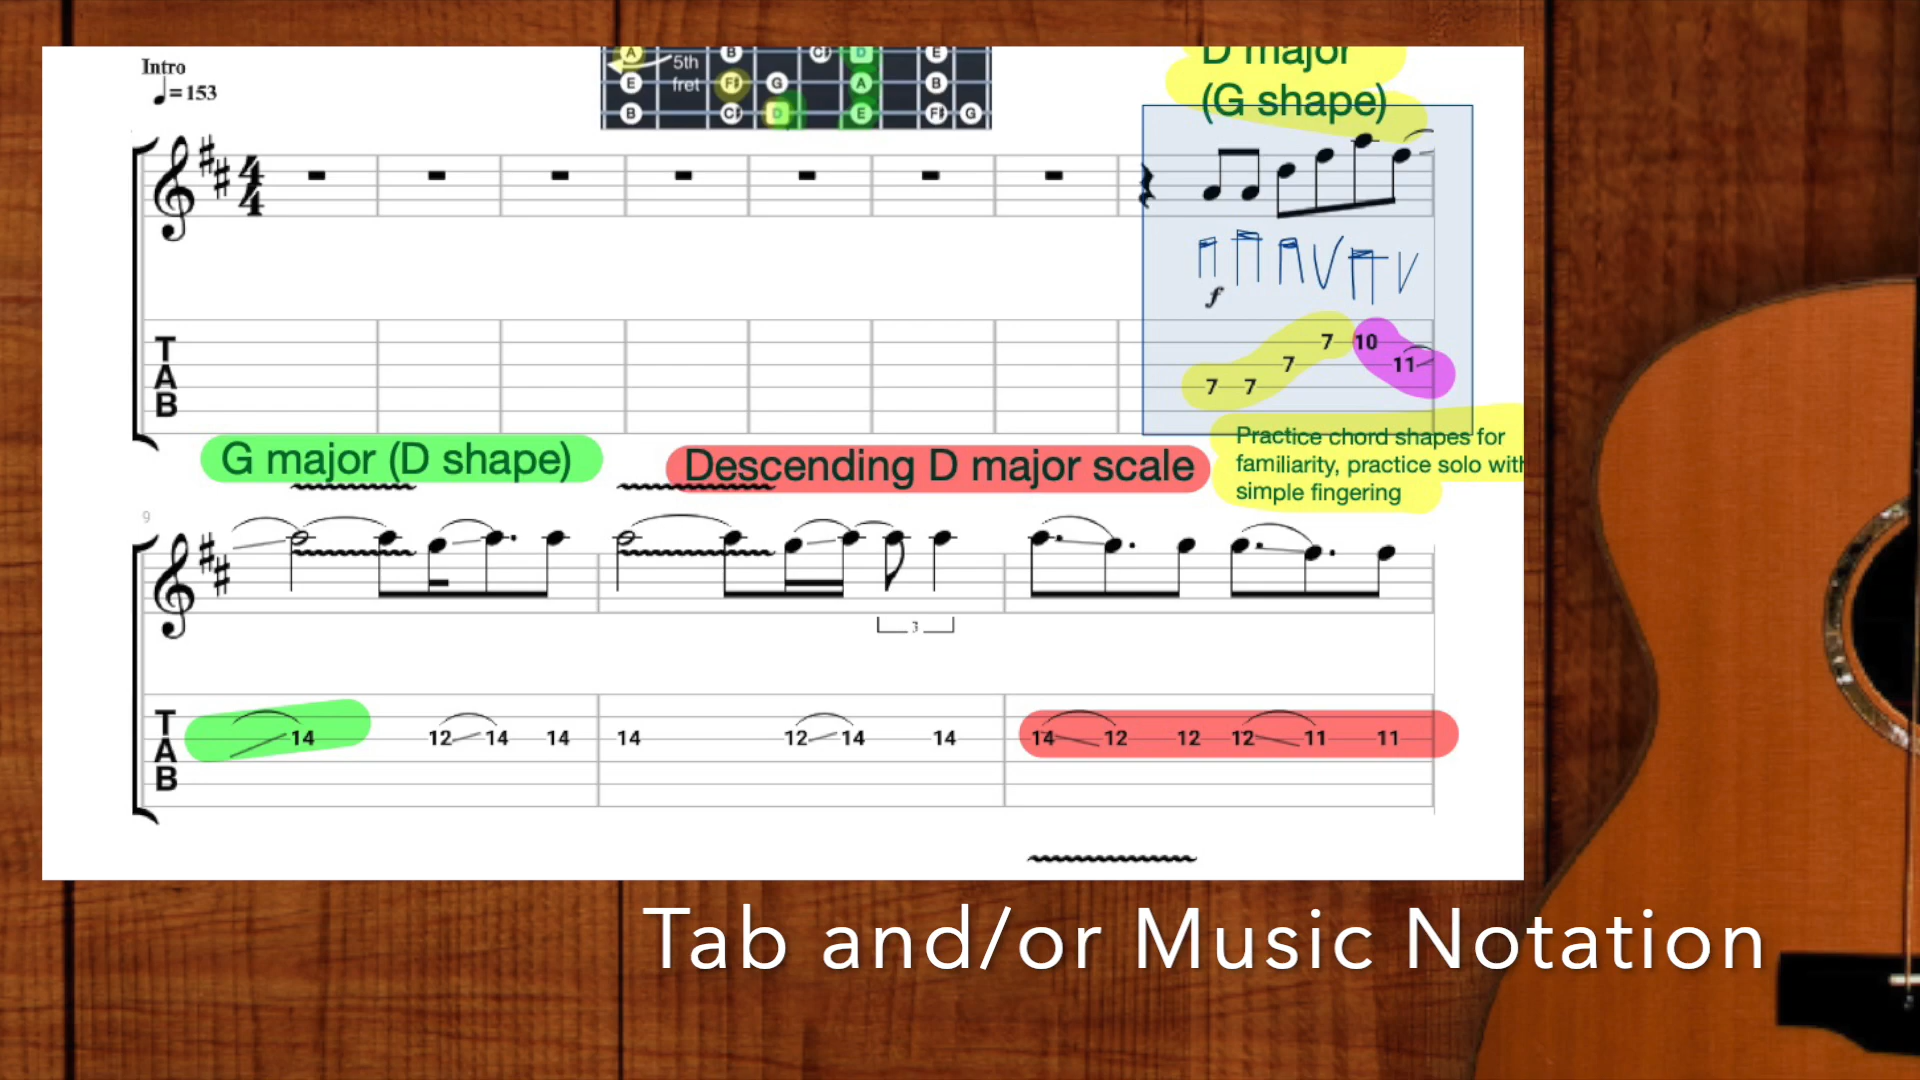 Intro
=153
A B C# D E
5th
fret
E F# G A B
B C# D E F# G
D major
(G shape)
4
4
f
T
A
B
7 7 7 7 10 11
G major (D shape)
Descending D major scale
Practice chord shapes for
familiarity, practice solo with
simple fingering
9
3
T
A
B
14 12 14 14 14 12 14 14 14 12 12 12 11 11
Tab and/or Music Notation